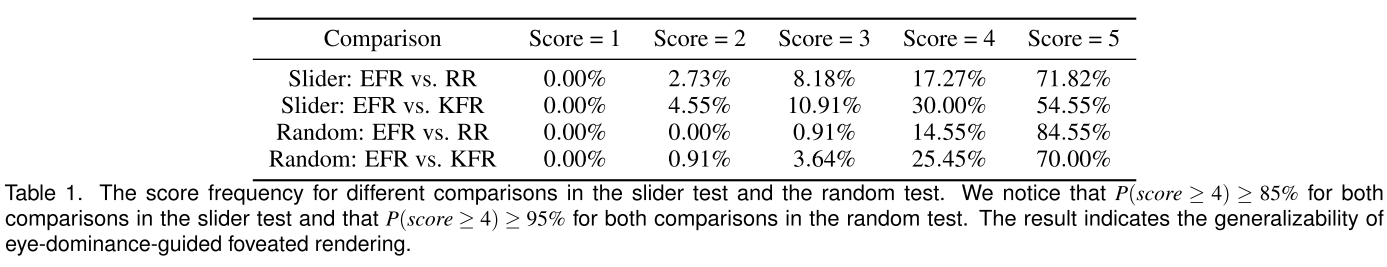 Comparison Score = 1 Score = 2 Score = 3 Score = 4 Score = 5
Slider: EFR vs. RR 0.00% 2.73% 8.18% 17.27% 71.82%
Slider: EFR vs. KFR 0.00% 4.55% 10.91% 30.00% 54.55%
Random: EFR vs. RR 0.00% 0.00% 0.91% 14.55% 84.55%
Random: EFR vs. KFR 0.00% 0.91% 3.64% 25.45% 70.00%
Table 1. The score frequency for different comparisons in the slider test and the random test. We notice that P(score ≥ 4) ≥ 85% for both
comparisons in the slider test and that P(score ≥ 4) ≥ 95% for both comparisons in the random test. The result indicates the generalizability of
eye-dominance-guided foveated rendering.